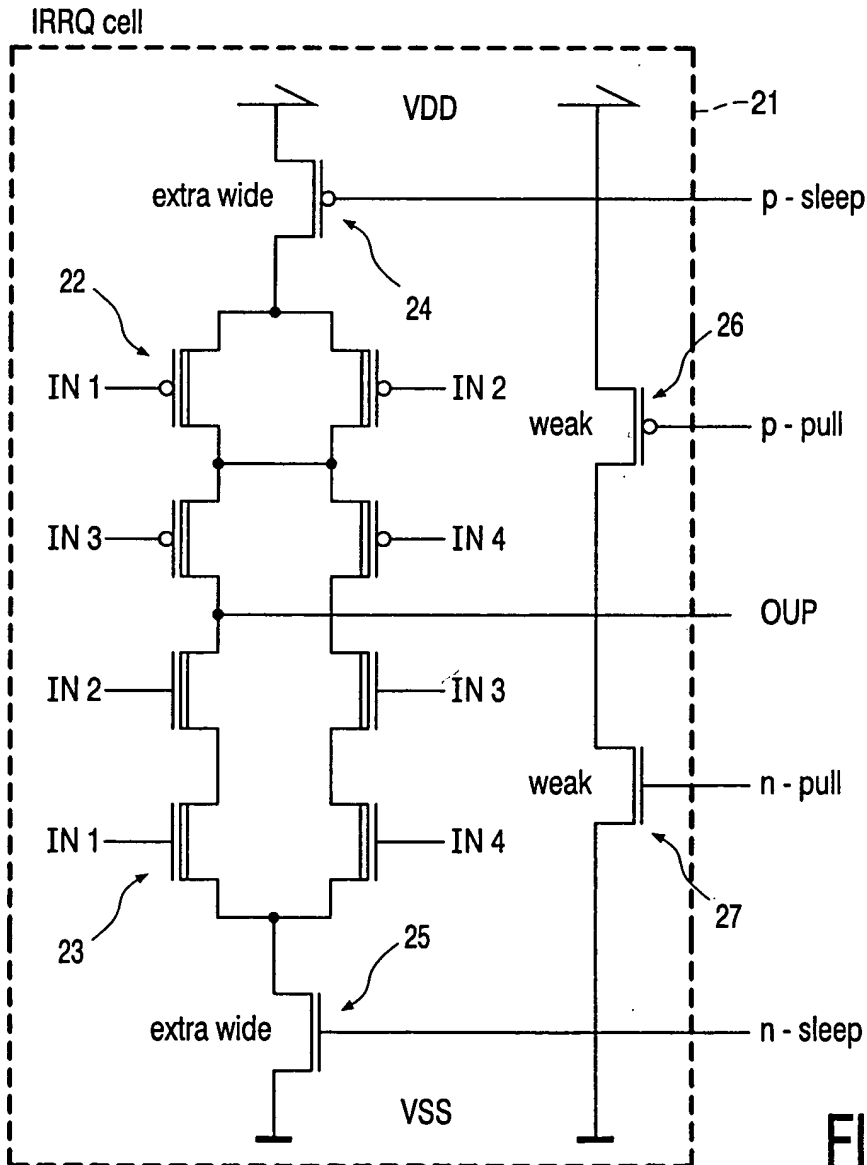 IRRQ cell
VDD
21
extra wide
p - sleep
22
24
26
IN 1
IN 2
weak
p - pull
IN 3
IN 4
OUP
IN 2
IN 3
weak
n - pull
IN 1
IN 4
23
25
27
extra wide
n - sleep
VSS